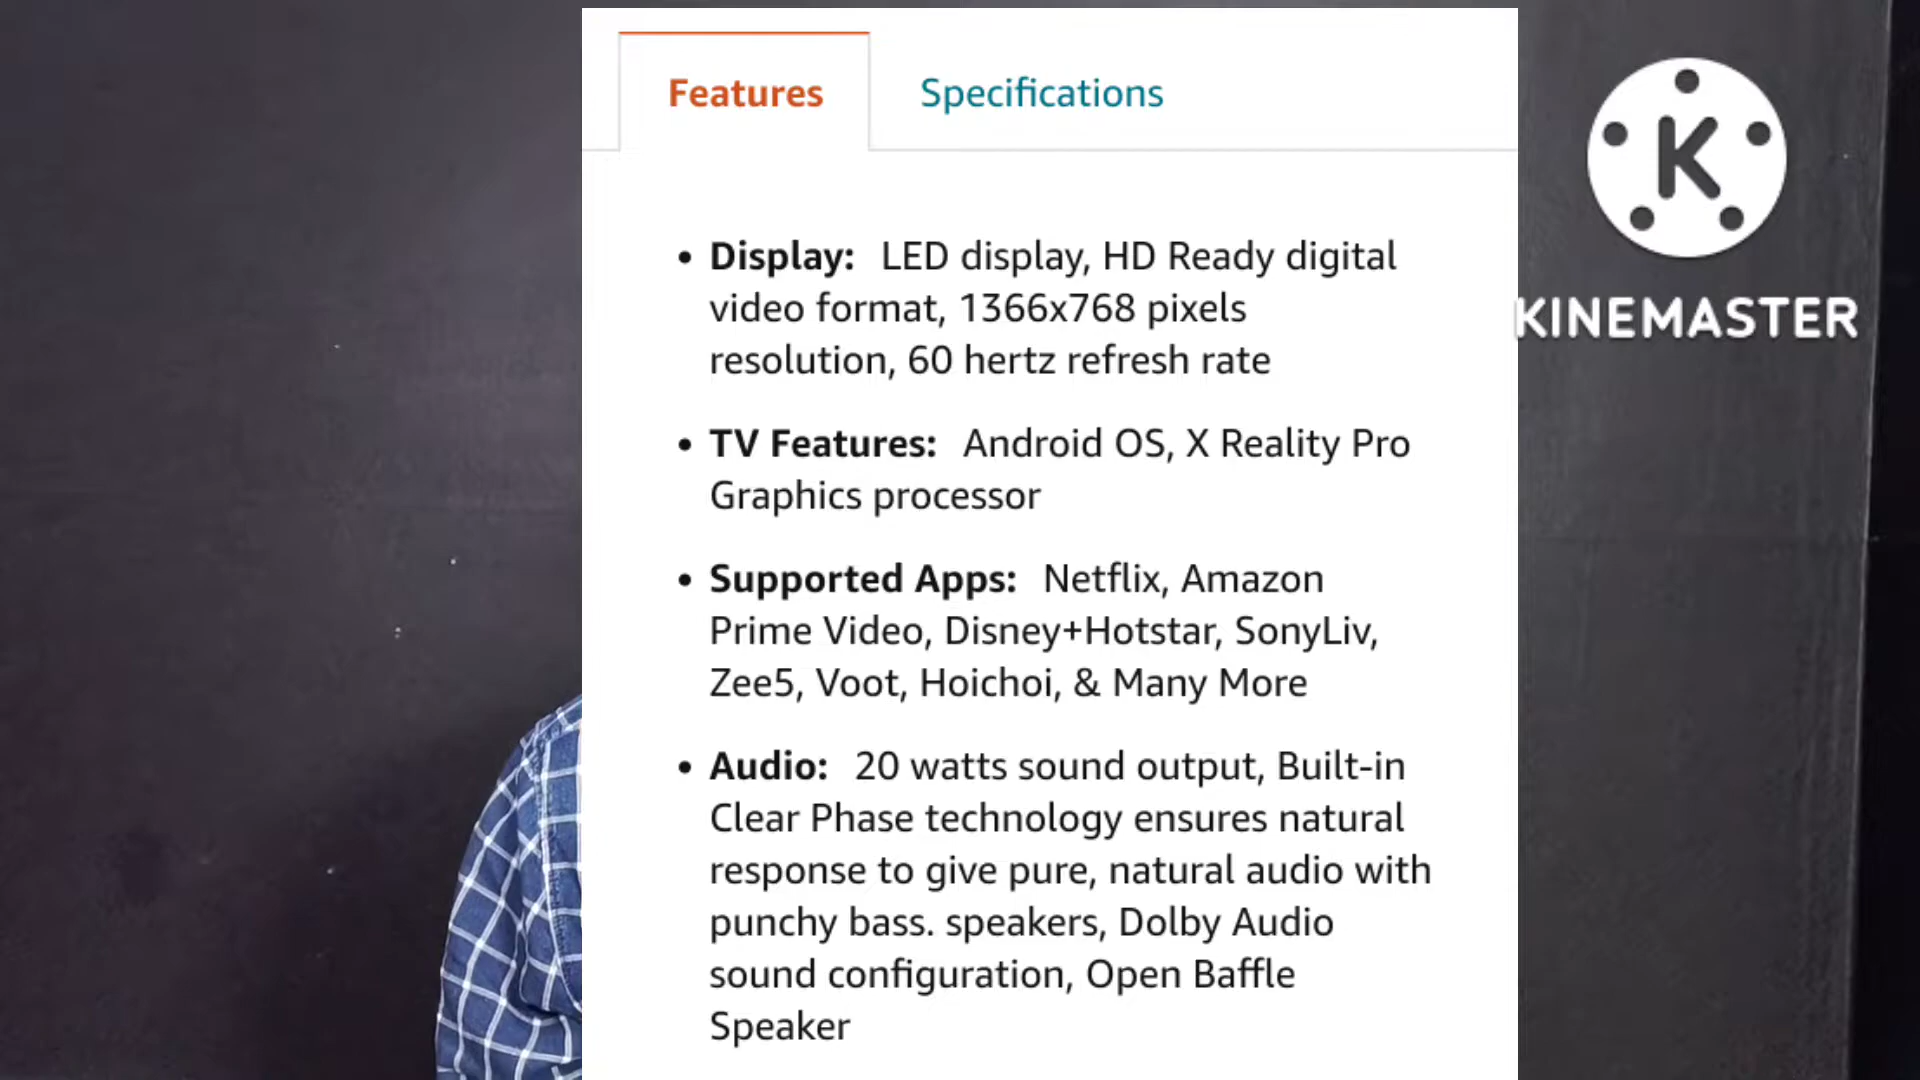 Features Specifications
K
KINEMASTER
• Display: LED display, HD Ready digital
video format, 1366x768 pixels
resolution, 60 hertz refresh rate
• TV Features: Android OS, X Reality Pro
Graphics processor
• Supported Apps: Netflix, Amazon
Prime Video, Disney+Hotstar, SonyLiv,
Zee5, Voot, Hoichoi, & Many More
• Audio: 20 watts sound output, Built-in
Clear Phase technology ensures natural
response to give pure, natural audio with
punchy bass. speakers, Dolby Audio
sound configuration, Open Baffle
Speaker